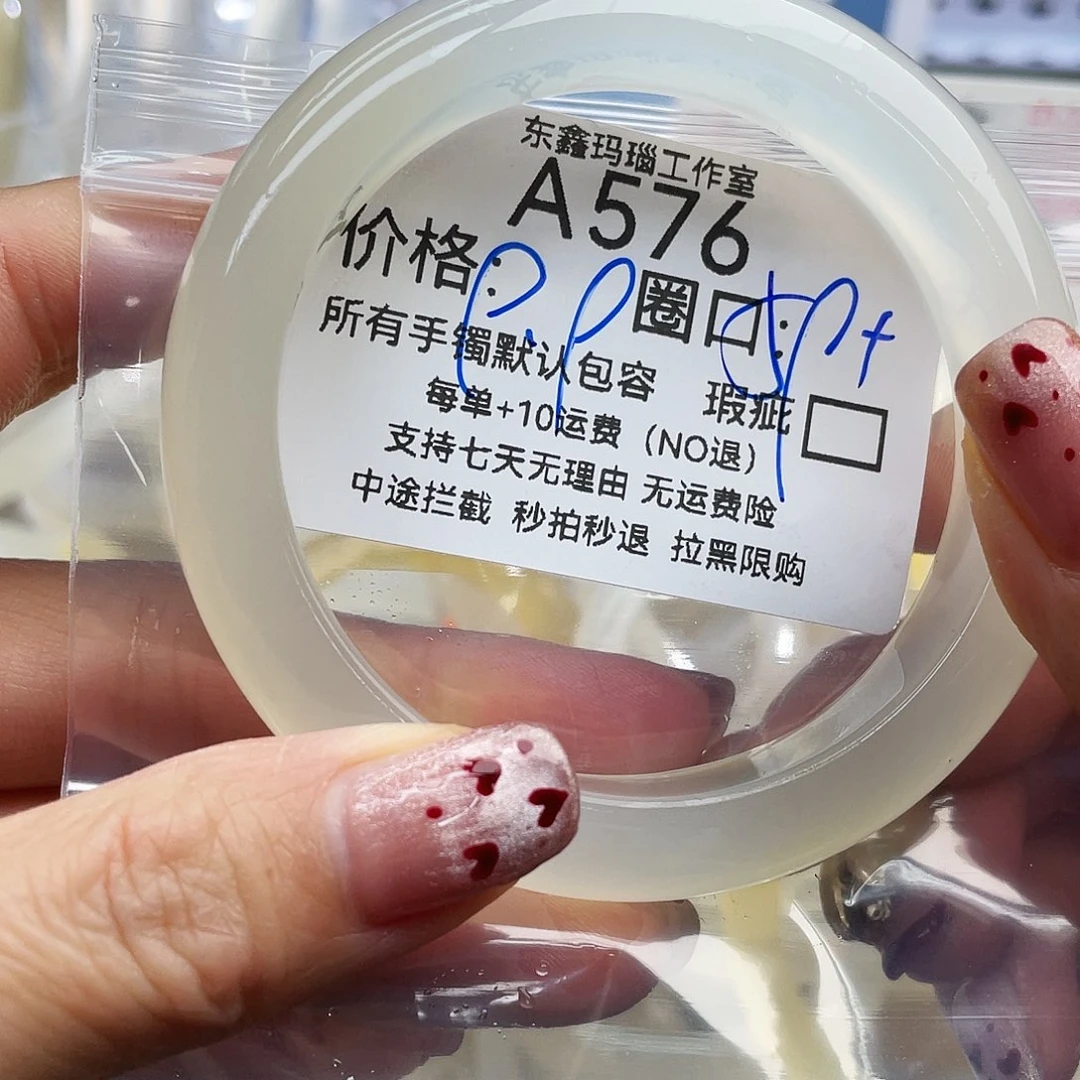 东鑫玛瑙工作室
A576
价格: 圈口:
所有手镯默认包容 瑕疵
每单+10运费 (NO退)
支持七天无理由 无运费险
中途拦截 秒拍秒退 拉黑限购